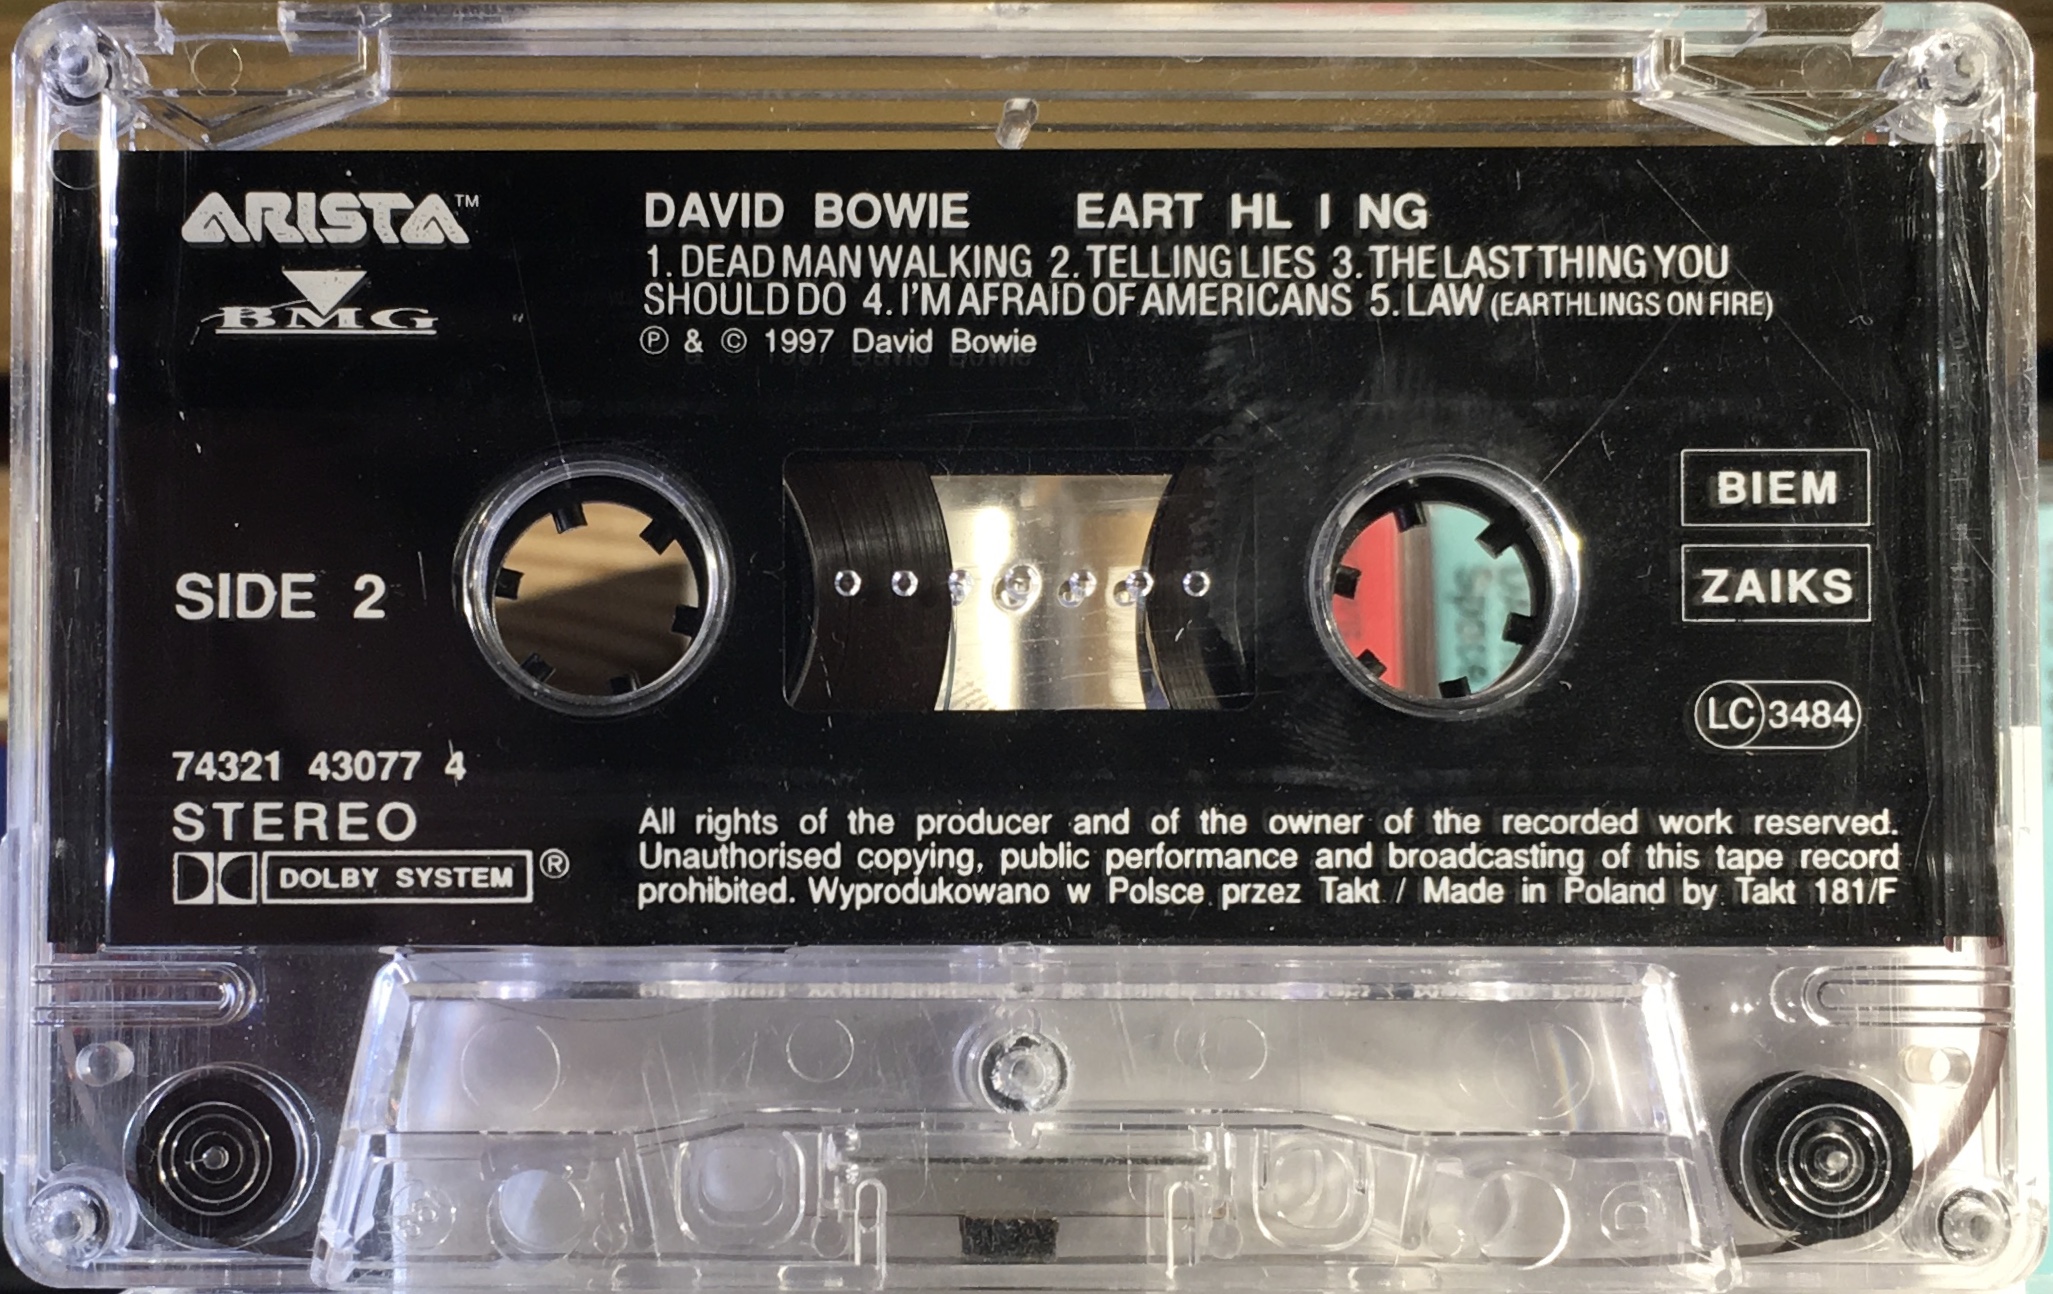 ARISTA™
BMG
DAVID BOWIE EART HL I NG
1. DEAD MAN WALKING 2. TELLING LIES 3. THE LAST THING YOU
SHOULD DO 4. I'M AFRAID OF AMERICANS 5. LAW (EARTHLINGS ON FIRE)
℗ & © 1997 David Bowie
SIDE 2
BIEM
ZAIKS
LC 3484
74321 43077 4
STEREO
DOLBY SYSTEM ®
All rights of the producer and of the owner of the recorded work reserved.
Unauthorised copying, public performance and broadcasting of this tape record
prohibited. Wyprodukowano w Polsce przez Takt / Made in Poland by Takt 181/F